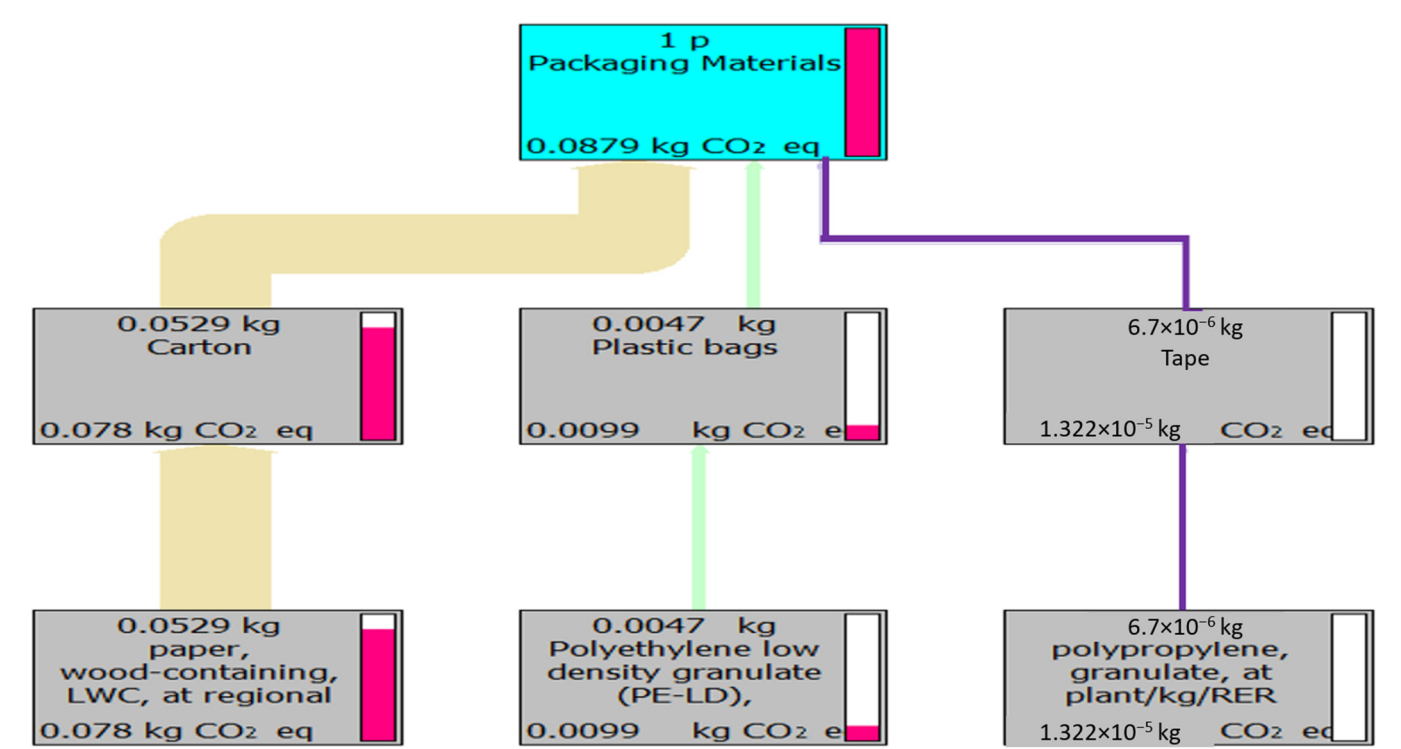 1 p
Packaging Materials
0.0879 kg CO₂ eq
0.0529 kg
Carton
0.078 kg CO₂ eq
0.0047 kg
Plastic bags
0.0099 kg CO₂ e
6.7×10⁻⁶ kg
Tape
1.322×10⁻⁵ kg CO₂ eq
0.0529 kg
paper,
wood-containing,
LWC, at regional
0.078 kg CO₂ eq
0.0047 kg
Polyethylene low
density granulate
(PE-LD),
0.0099 kg CO₂ e
6.7×10⁻⁶ kg
polypropylene,
granulate, at
plant/kg/RER
1.322×10⁻⁵ kg CO₂ eq